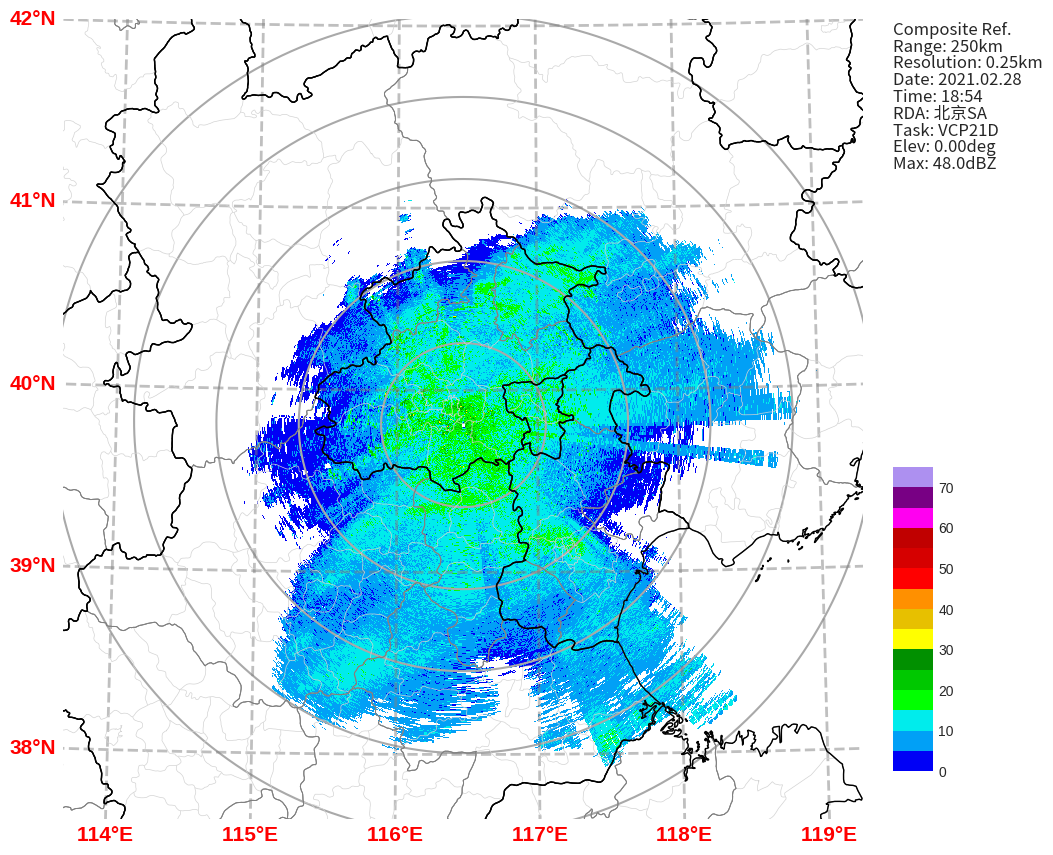 42°N
41°N
40°N
39°N
38°N
114°E
115°E
116°E
117°E
118°E
119°E
Composite Ref.
Range: 250km
Resolution: 0.25km
Date: 2021.02.28
Time: 18:54
RDA: 北京SA
Task: VCP21D
Elev: 0.00deg
Max: 48.0dBZ
70
60
50
40
30
20
10
0